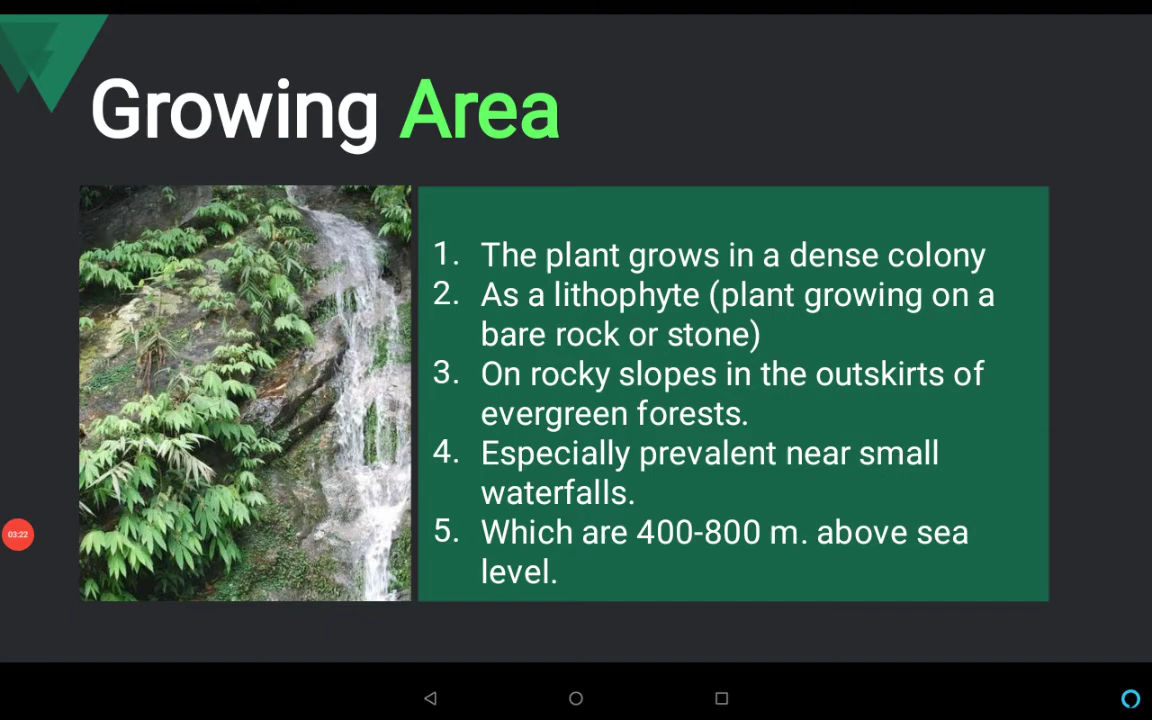 Growing Area
1. The plant grows in a dense colony
2. As a lithophyte (plant growing on a
bare rock or stone)
3. On rocky slopes in the outskirts of
evergreen forests.
4. Especially prevalent near small
waterfalls.
5. Which are 400-800 m. above sea
level.
03:22